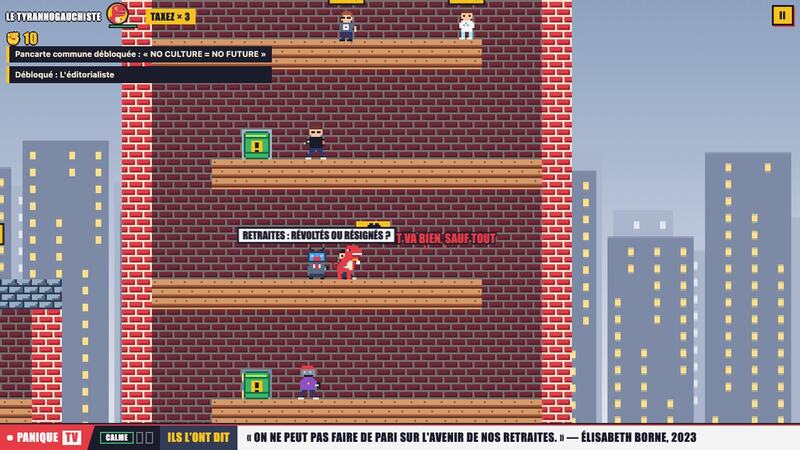 LE TYRANNOGAUCHISTE
TAXEZ × 3
10
Pancarte commune débloquée : « NO CULTURE = NO FUTURE »
Débloqué : L'éditorialiste
RETRAITES : RÉVOLTÉS OU RÉSIGNÉS ?
T VA BIEN, SAUF TOUT
PANIQUE TV
CALME
ILS L'ONT DIT
« ON NE PEUT PAS FAIRE DE PARI SUR L'AVENIR DE NOS RETRAITES. » — ÉLISABETH BORNE, 2023